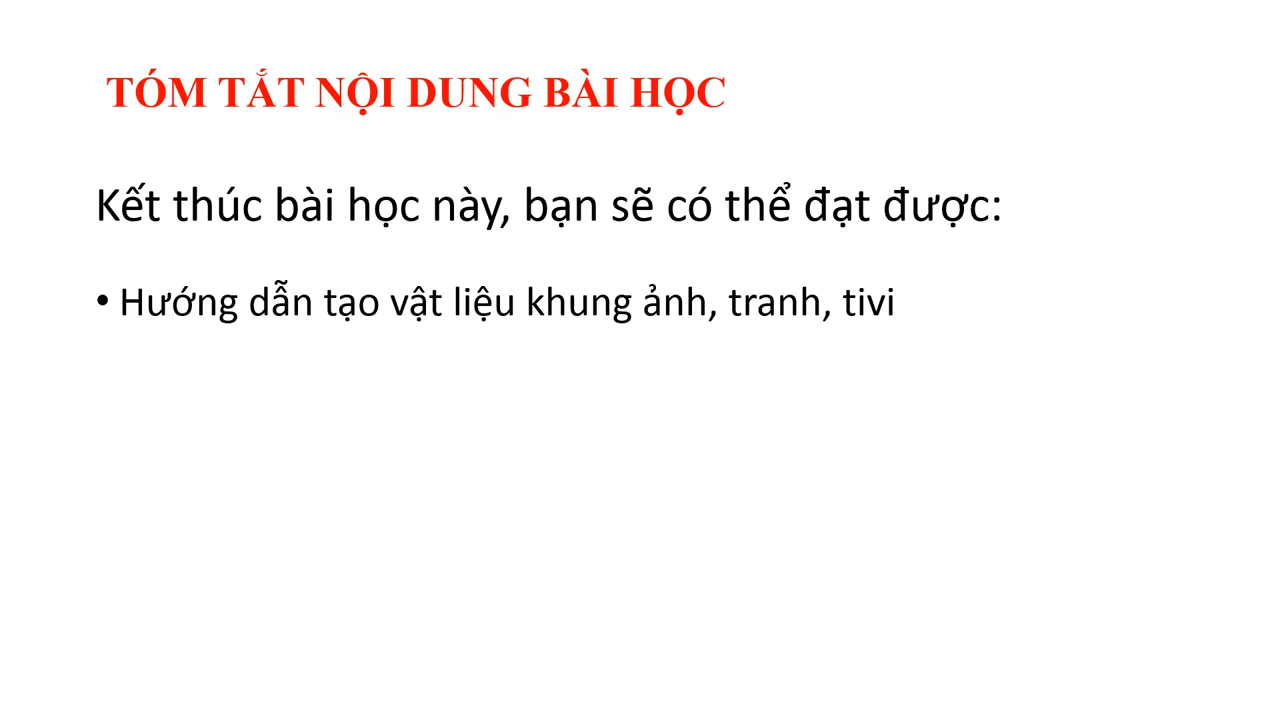 TÓM TẮT NỘI DUNG BÀI HỌC
Kết thúc bài học này, bạn sẽ có thể đạt được:
• Hướng dẫn tạo vật liệu khung ảnh, tranh, tivi